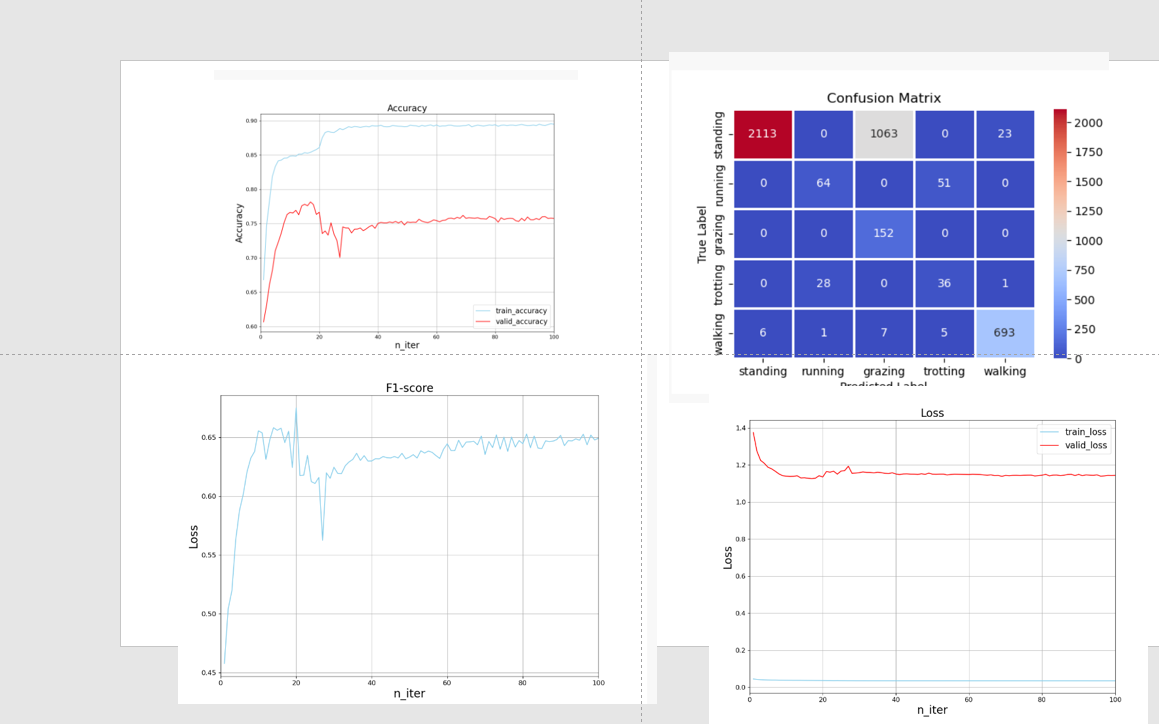 Accuracy
0.90
0.85
0.80
0.75
0.70
0.65
0.60
Accuracy
0 20 40 60 80 100
n_iter
train_accuracy
valid_accuracy
Confusion Matrix
True Label
standing 2113 0 1063 0 23
running 0 64 0 51 0
grazing 0 0 152 0 0
trotting 0 28 0 36 1
walking 6 1 7 5 693
standing running grazing trotting walking
Predicted Label
2000
1750
1500
1250
1000
750
500
250
0
F1-score
0.65
0.60
0.55
0.50
0.45
Loss
0 20 40 60 80 100
n_iter
Loss
1.4
1.2
1.0
0.8
0.6
0.4
0.2
0.0
Loss
0 20 40 60 80 100
n_iter
train_loss
valid_loss